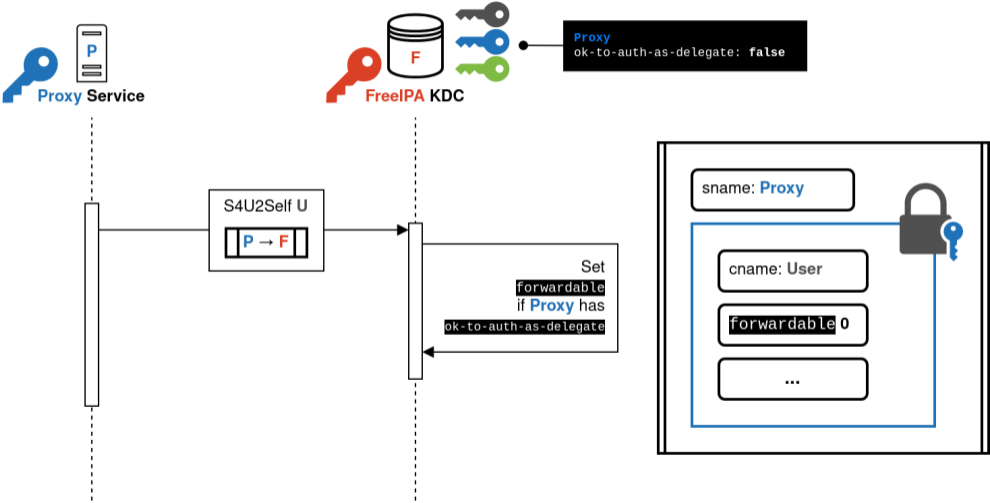 P
Proxy Service
F
FreeIPA KDC
Proxy
ok-to-auth-as-delegate: false
S4U2Self U
P → F
Set
forwardable
if Proxy has
ok-to-auth-as-delegate
sname: Proxy
cname: User
forwardable 0
...